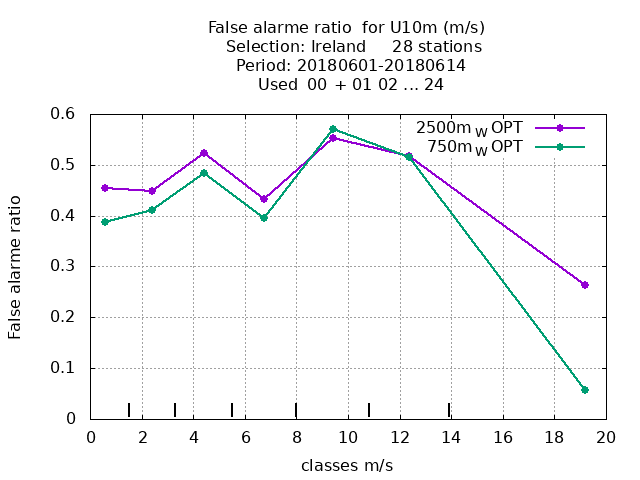 False alarme ratio  for U10m (m/s)
Selection: Ireland     28 stations
Period: 20180601-20180614
Used  00  + 01 02 ... 24
0.6
0.5
0.4
0.3
0.2
0.1
0
False alarme ratio
2500m W OPT
750m W OPT
0 2 4 6 8 10 12 14 16 18 20
classes m/s